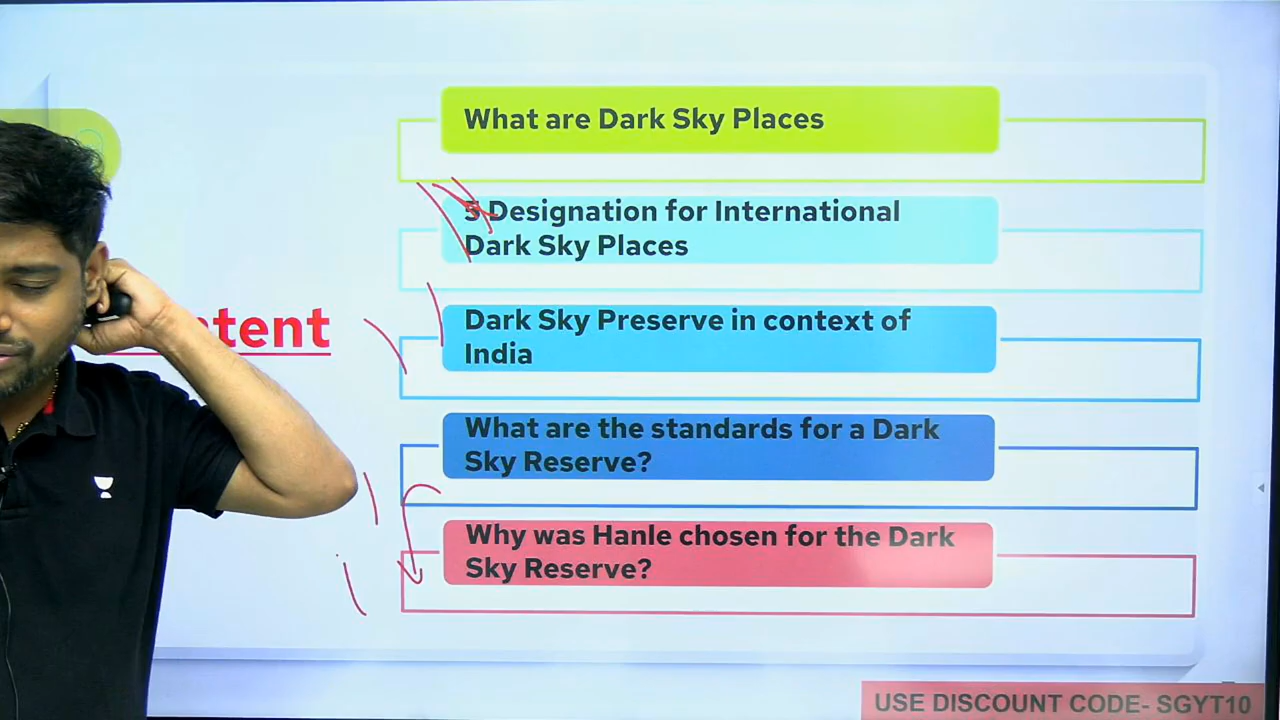 What are Dark Sky Places
5 Designation for International
Dark Sky Places
Dark Sky Preserve in context of
India
What are the standards for a Dark
Sky Reserve?
Why was Hanle chosen for the Dark
Sky Reserve?
USE DISCOUNT CODE- SGYT10